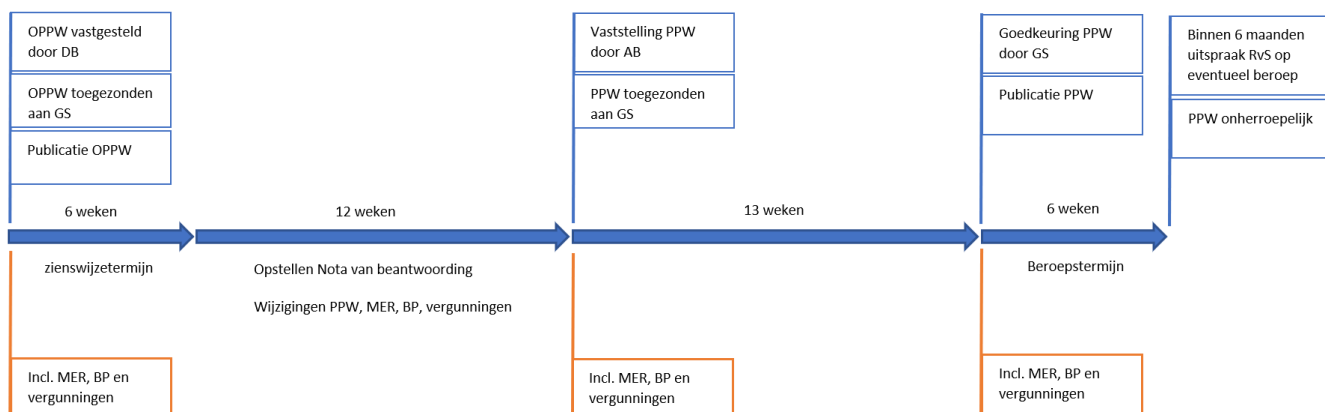 OPPW vastgesteld
door DB
OPPW toegezonden
aan GS
Publicatie OPPW
Vaststelling PPW
door AB
PPW toegezonden
aan GS
Goedkeuring PPW
door GS
Publicatie PPW
Binnen 6 maanden
uitspraak RvS op
eventueel beroep
PPW onherroepelijk
6 weken
12 weken
13 weken
6 weken
zienswijzetermijn
Opstellen Nota van beantwoording
Wijzigingen PPW, MER, BP, vergunningen
Beroepstermijn
Incl. MER, BP en
vergunningen
Incl. MER, BP en
vergunningen
Incl. MER, BP en
vergunningen